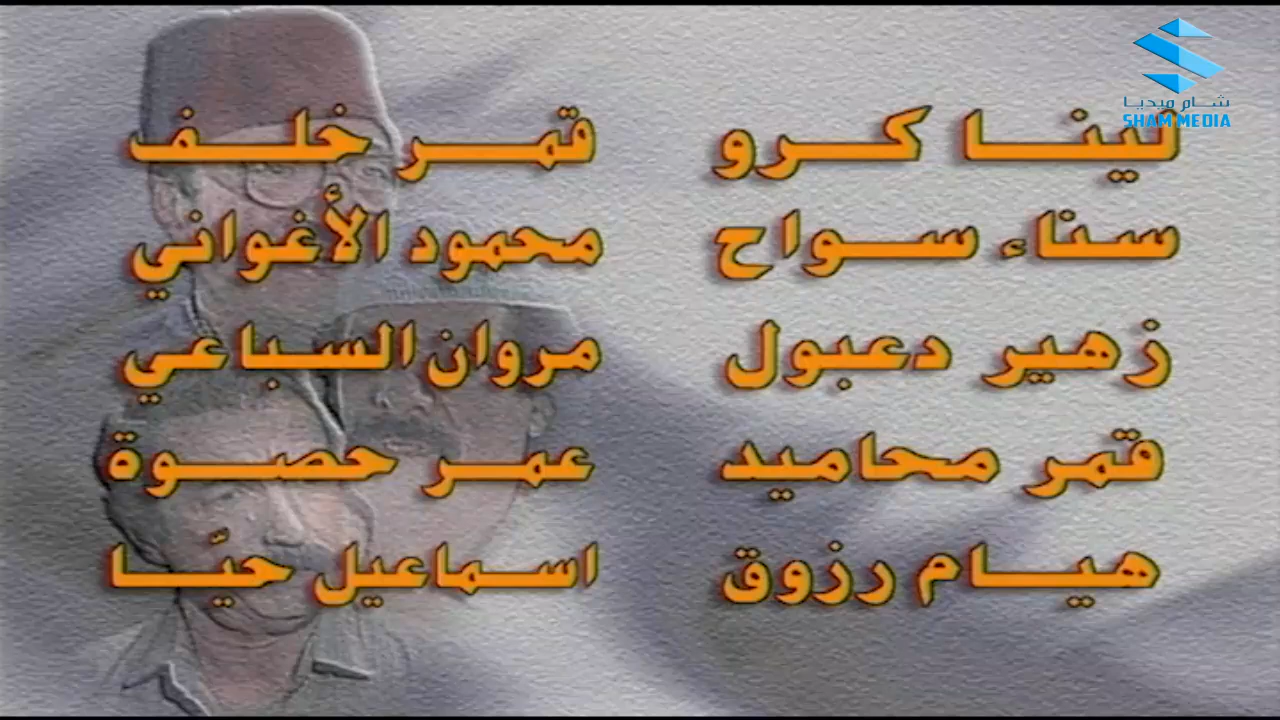 شام ميديا
SHAM MEDIA
لينا كرو قمر خلف
سناء سواح محمود الأغواني
زهير دعبول مروان السباعي
قمر محاميد عمر حصوة
هيام رزوق اسماعيل حيّا